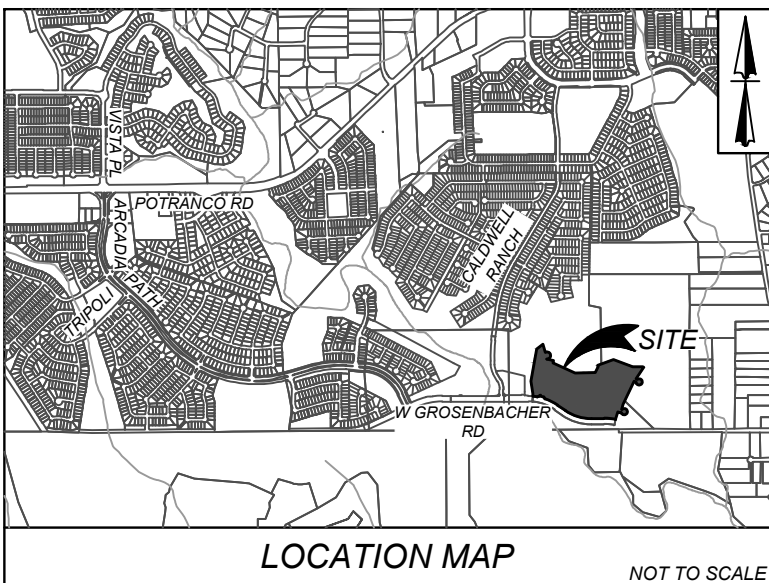 VISTA PL
POTRANCO RD
ARCADIA PATH
TRIPOLI
CALDWELL
RANCH
SITE
W GROSENBACHER
RD
LOCATION MAP
NOT TO SCALE